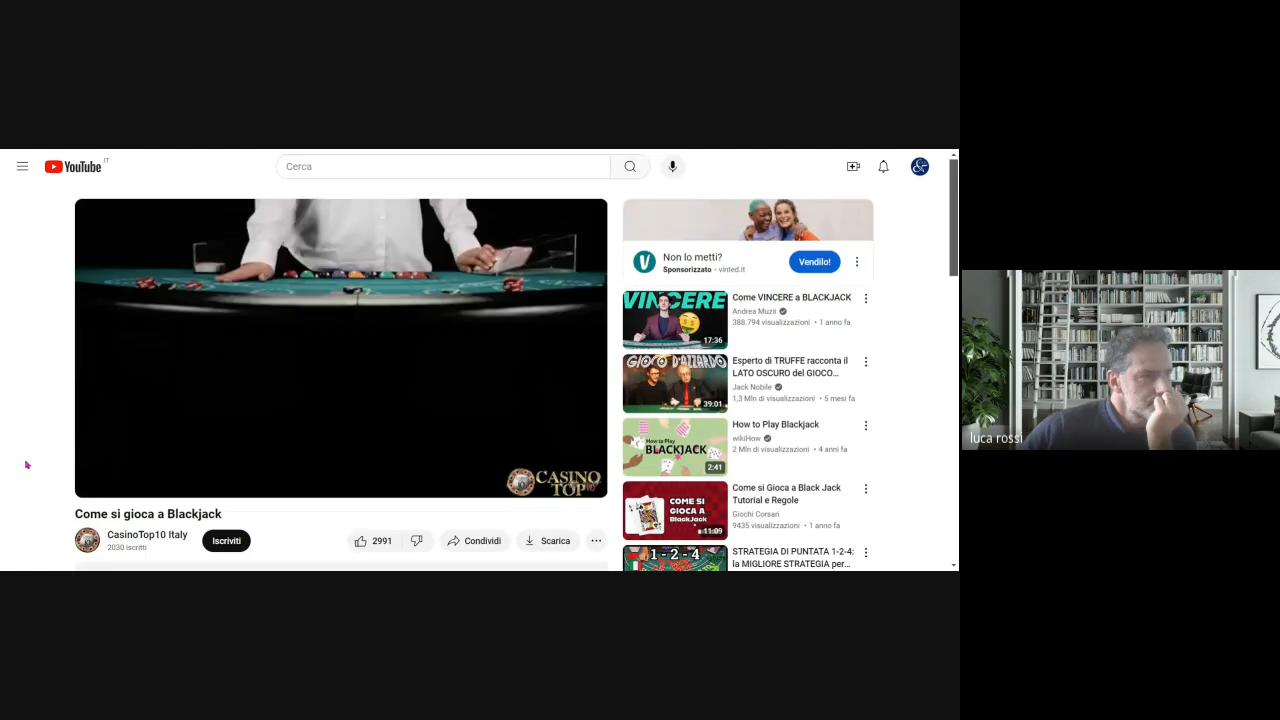 YouTube IT
Cerca
CASINO
TOP10
Come si gioca a Blackjack
CasinoTop10 Italy
2030 iscritti
Iscriviti
2991
Condividi
Scarica
Non lo metti?
Sponsorizzato • vinted.it
Vendilo!
VINCERE
17:36
Come VINCERE a BLACKJACK
Andrea Muzii
388.794 visualizzazioni • 1 anno fa
GIOCO D'AZZARDO
39:01
Esperto di TRUFFE racconta il
LATO OSCURO del GIOCO...
Jack Nobile
1,3 Mln di visualizzazioni • 5 mesi fa
How to Play
BLACKJACK
2:41
How to Play Blackjack
wikiHow
2 Mln di visualizzazioni • 4 anni fa
COME SI
GIOCA A...
BlackJack
11:09
Come si Gioca a Black Jack
Tutorial e Regole
Giochi Corsari
9435 visualizzazioni • 1 anno fa
1-2-4
STRATEGIA DI PUNTATA 1-2-4:
la MIGLIORE STRATEGIA per...
luca rossi